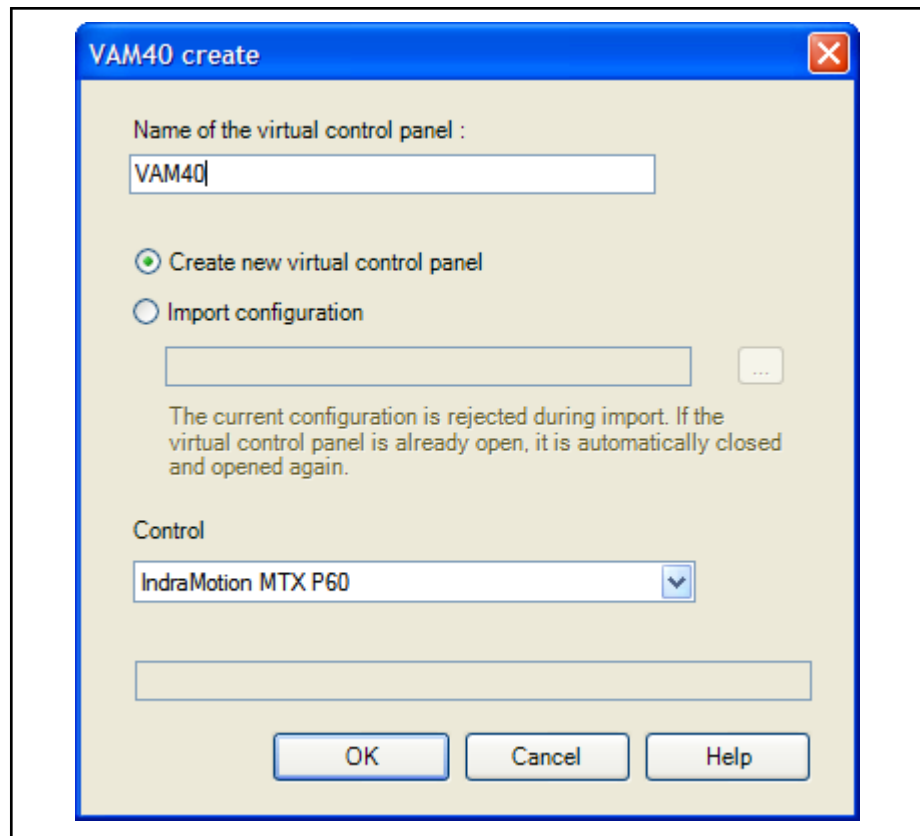 VAM40 create
Name of the virtual control panel :
VAM40
Create new virtual control panel
Import configuration
...
The current configuration is rejected during import. If the
virtual control panel is already open, it is automatically closed
and opened again.
Control
IndraMotion MTX P60
OK Cancel Help